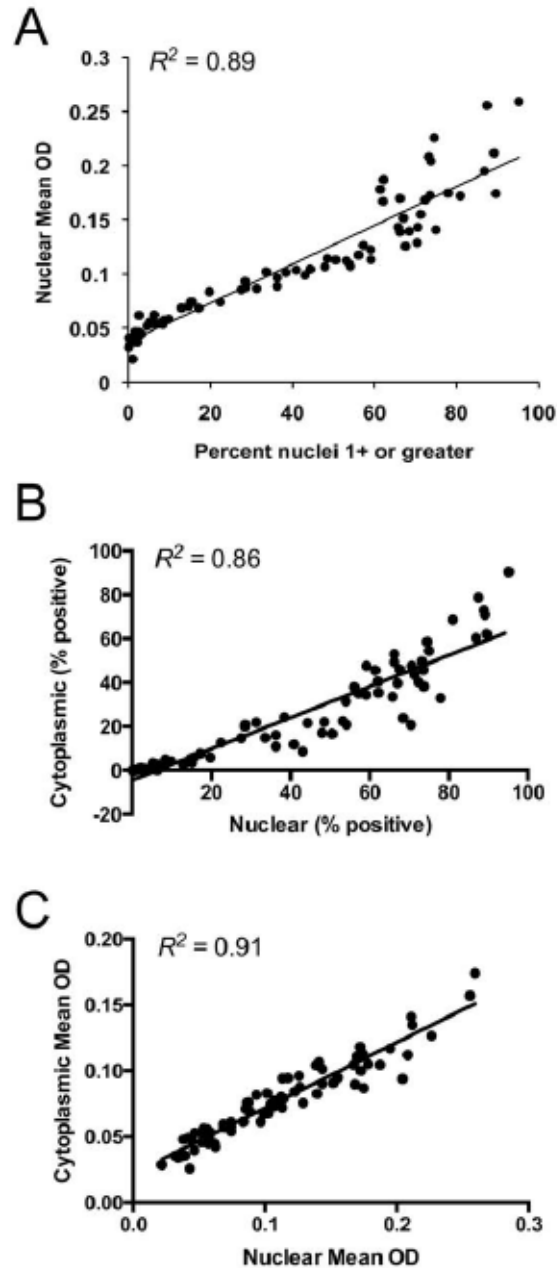 A
R² = 0.89
0.3
0.25
0.2
0.15
0.1
0.05
0
Nuclear Mean OD
0 20 40 60 80 100
Percent nuclei 1+ or greater
B
R² = 0.86
100
80
60
40
20
0
-20
Cytoplasmic (% positive)
20 40 60 80 100
Nuclear (% positive)
C
R² = 0.91
0.20
0.15
0.10
0.05
0.00
Cytoplasmic Mean OD
0.0 0.1 0.2 0.3
Nuclear Mean OD